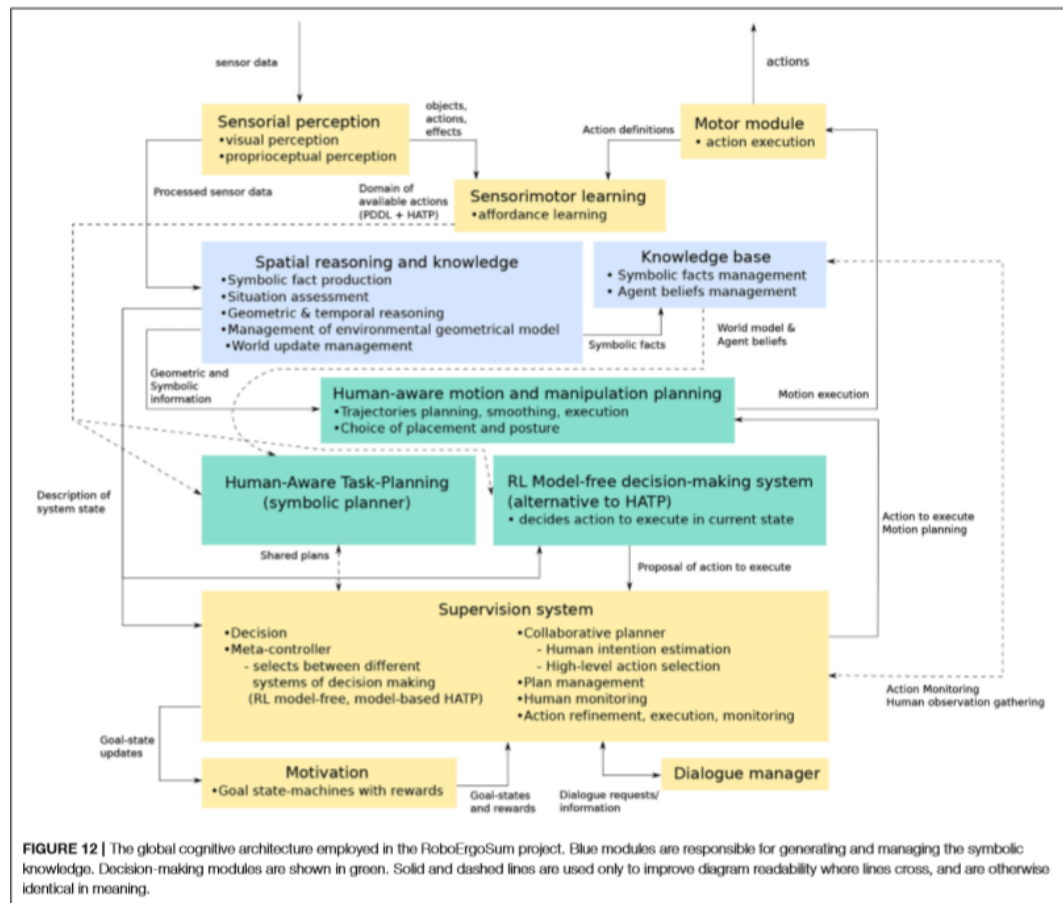 sensor data
actions
Sensorial perception
•visual perception
•proprioceptual perception
objects,
actions,
effects
Action definitions
Motor module
• action execution
Processed sensor data
Domain of
available actions
(PDDL + HATP)
Sensorimotor learning
•affordance learning
Spatial reasoning and knowledge
•Symbolic fact production
•Situation assessment
•Geometric & temporal reasoning
•Management of environmental geometrical model
•World update management
Knowledge base
• Symbolic facts management
• Agent beliefs management
Symbolic facts
World model &
Agent beliefs
Geometric and
Symbolic
information
Human-aware motion and manipulation planning
•Trajectories planning, smoothing, execution
•Choice of placement and posture
Motion execution
Human-Aware Task-Planning
(symbolic planner)
RL Model-free decision-making system
(alternative to HATP)
• decides action to execute in current state
Description of
system state
Action to execute
Motion planning
Shared plans
Proposal of action to execute
Supervision system
•Decision
•Meta-controller
- selects between different
systems of decision making
(RL model-free, model-based HATP)
•Collaborative planner
- Human intention estimation
- High-level action selection
•Plan management
•Human monitoring
•Action refinement, execution, monitoring
Action Monitoring
Human observation gathering
Goal-state
updates
Motivation
•Goal state-machines with rewards
Goal-states
and rewards
Dialogue requests/
information
Dialogue manager
FIGURE 12 | The global cognitive architecture employed in the RoboErgoSum project. Blue modules are responsible for generating and managing the symbolic
knowledge. Decision-making modules are shown in green. Solid and dashed lines are used only to improve diagram readability where lines cross, and are otherwise
identical in meaning.